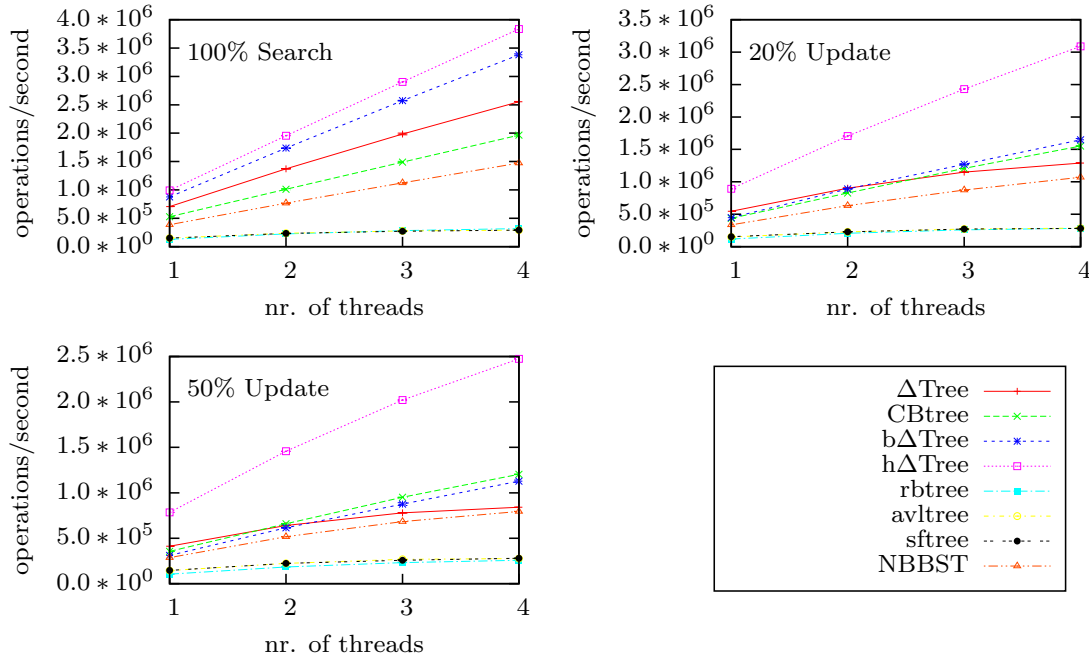 4.0 * 10^6
3.5 * 10^6
3.0 * 10^6
2.5 * 10^6
2.0 * 10^6
1.5 * 10^6
1.0 * 10^6
5.0 * 10^5
0.0 * 10^0
operations/second
100% Search
1 2 3 4
nr. of threads
3.5 * 10^6
3.0 * 10^6
2.5 * 10^6
2.0 * 10^6
1.5 * 10^6
1.0 * 10^6
5.0 * 10^5
0.0 * 10^0
operations/second
20% Update
1 2 3 4
nr. of threads
2.5 * 10^6
2.0 * 10^6
1.5 * 10^6
1.0 * 10^6
5.0 * 10^5
0.0 * 10^0
operations/second
50% Update
1 2 3 4
nr. of threads
ΔTree
CBtree
bΔTree
hΔTree
rbtree
avltree
sftree
NBBST